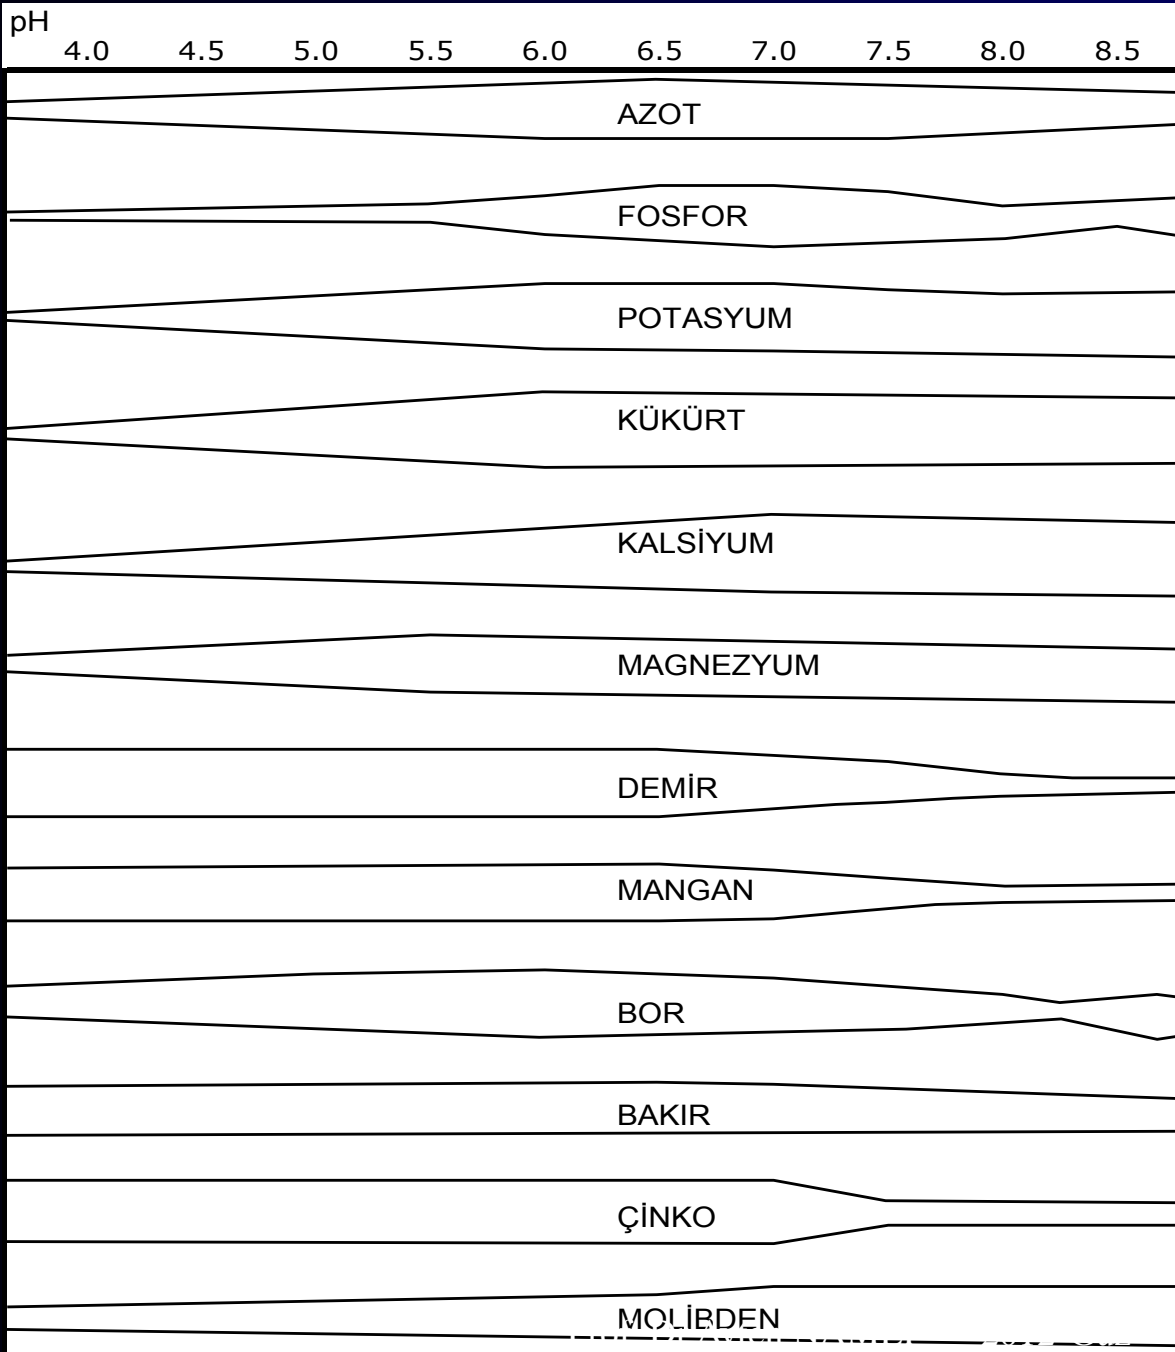 pH
4.0 4.5 5.0 5.5 6.0 6.5 7.0 7.5 8.0 8.5
AZOT
FOSFOR
POTASYUM
KÜKÜRT
KALSİYUM
MAGNEZYUM
DEMİR
MANGAN
BOR
BAKIR
ÇİNKO
MOLİBDEN